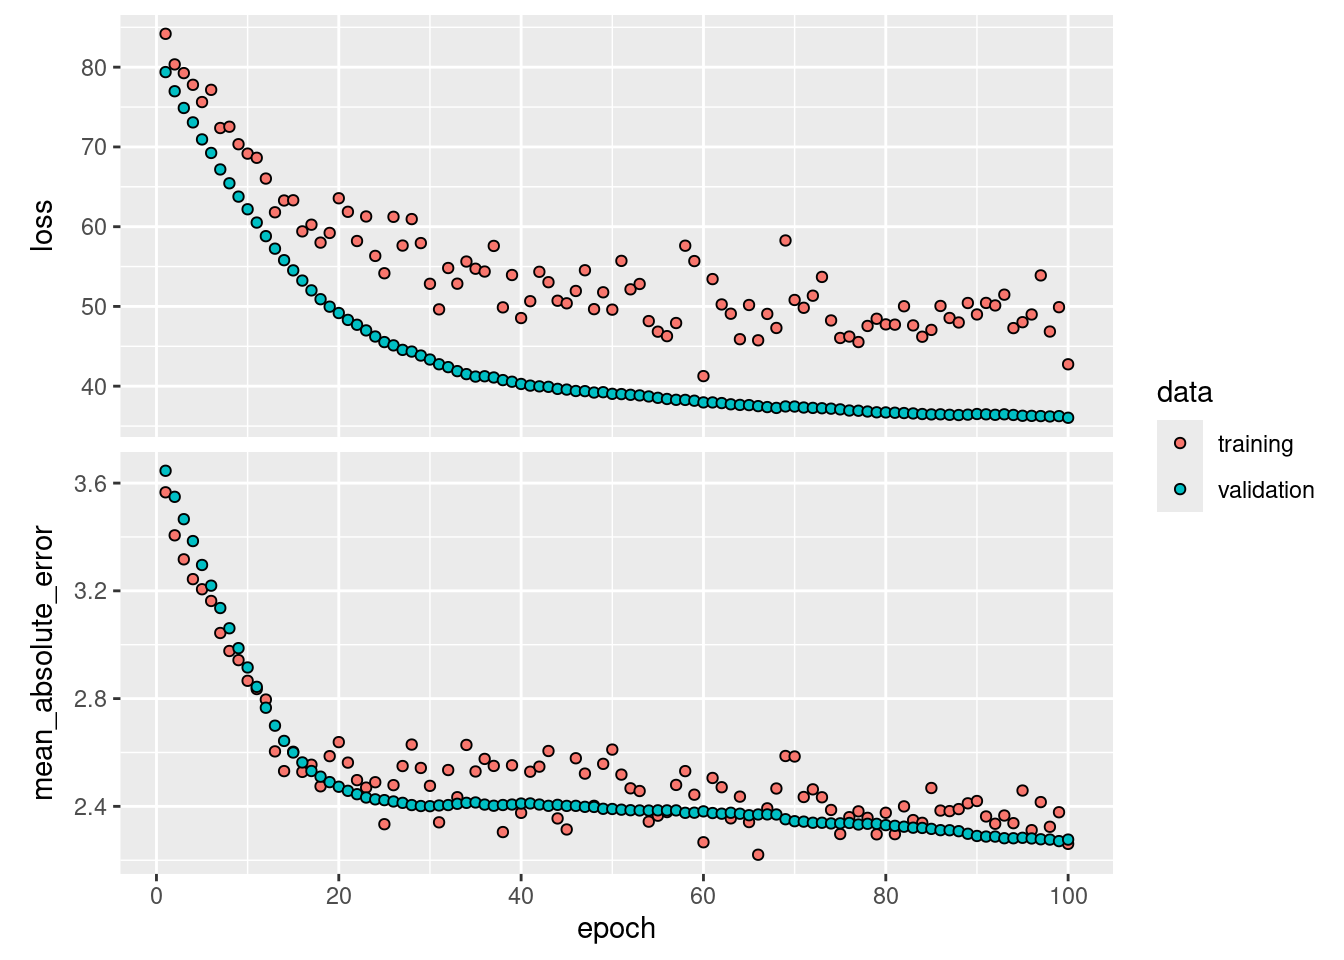 80
70
60
50
40
loss
3.6
3.2
2.8
2.4
mean_absolute_error
0 20 40 60 80 100
epoch
data
training
validation